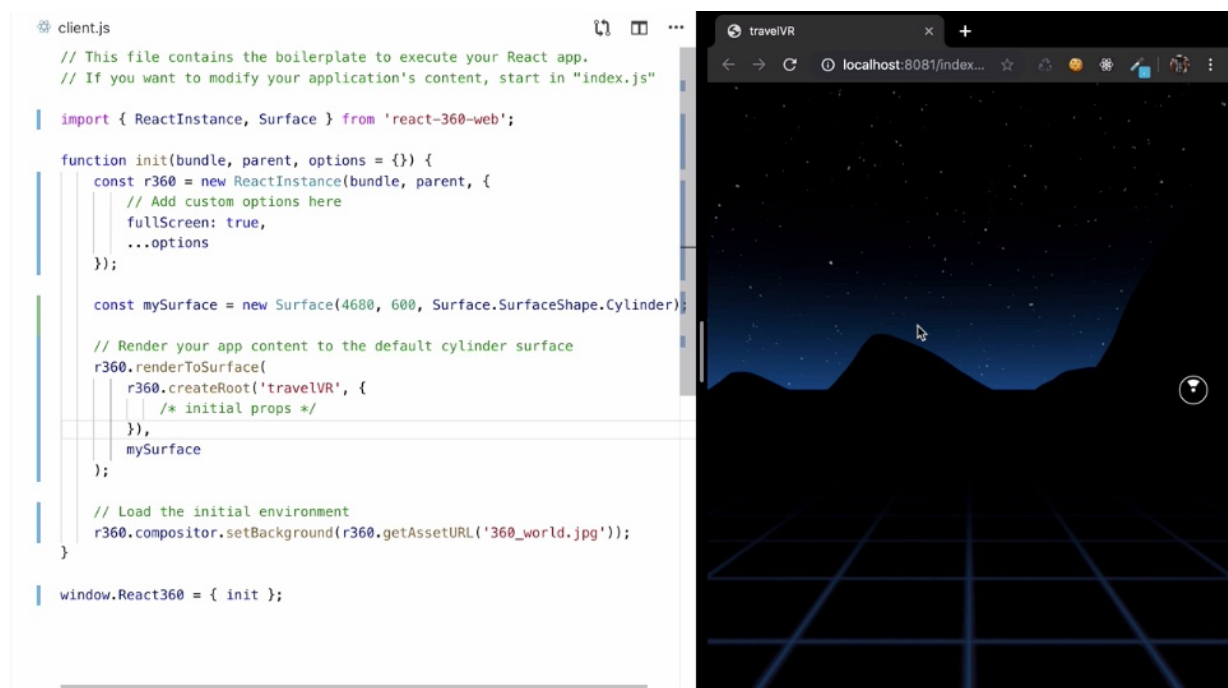 client.js
// This file contains the boilerplate to execute your React app.
// If you want to modify your application's content, start in "index.js"
import { ReactInstance, Surface } from 'react-360-web';
function init(bundle, parent, options = {}) {
const r360 = new ReactInstance(bundle, parent, {
// Add custom options here
fullScreen: true,
...options
});
const mySurface = new Surface(4680, 600, Surface.SurfaceShape.Cylinder);
// Render your app content to the default cylinder surface
r360.renderToSurface(
r360.createRoot('travelVR', {
/* initial props */
}),
mySurface
);
// Load the initial environment
r360.compositor.setBackground(r360.getAssetURL('360_world.jpg'));
}
window.React360 = { init };
travelVR
localhost:8081/index...